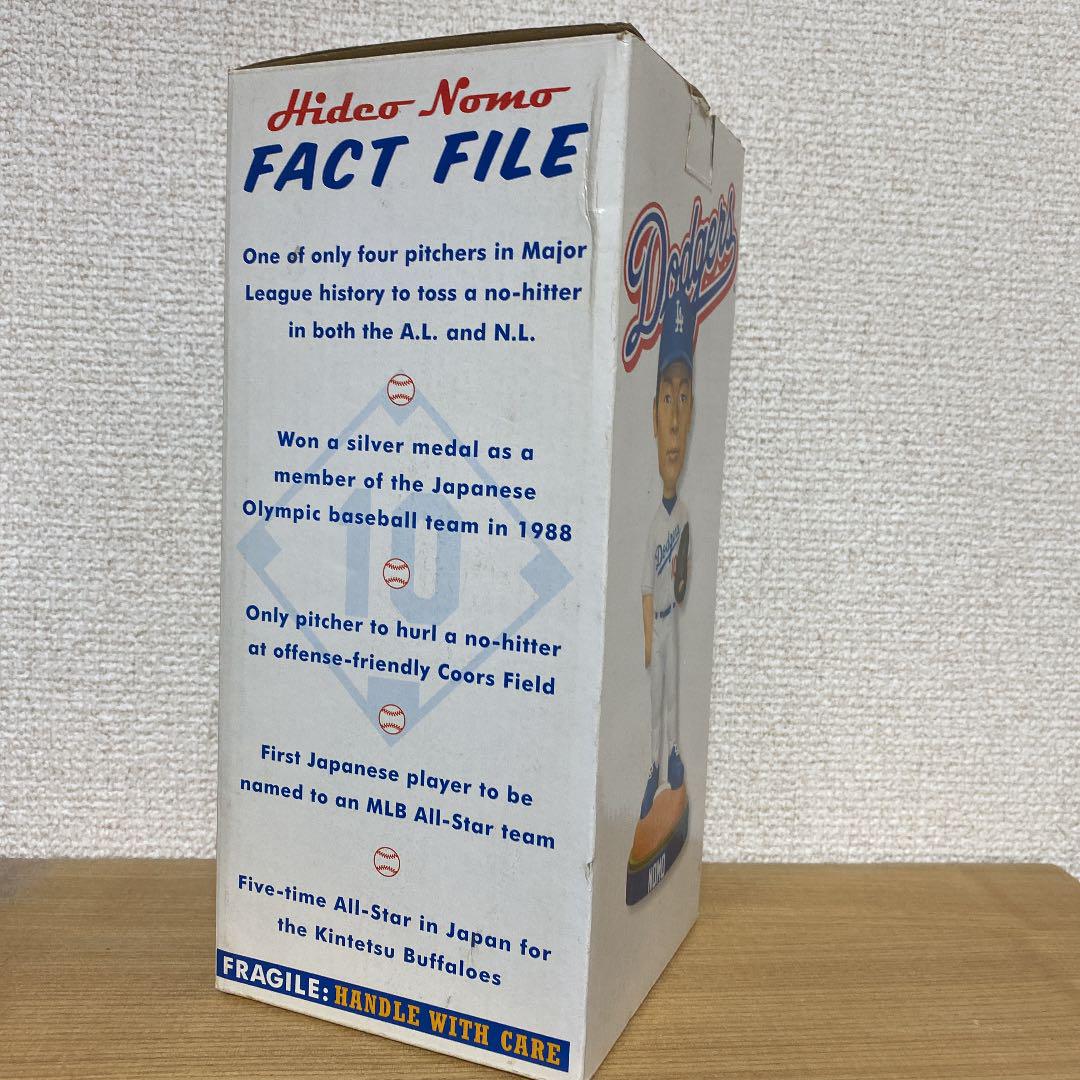 Hideo Nomo
FACT FILE
One of only four pitchers in Major
League history to toss a no-hitter
in both the A.L. and N.L.
Won a silver medal as a
member of the Japanese
Olympic baseball team in 1988
10
Only pitcher to hurl a no-hitter
at offense-friendly Coors Field
First Japanese player to be
named to an MLB All-Star team
Five-time All-Star in Japan for
the Kintetsu Buffaloes
FRAGILE: HANDLE WITH CARE
Dodgers
LA
Dodgers
NOMO